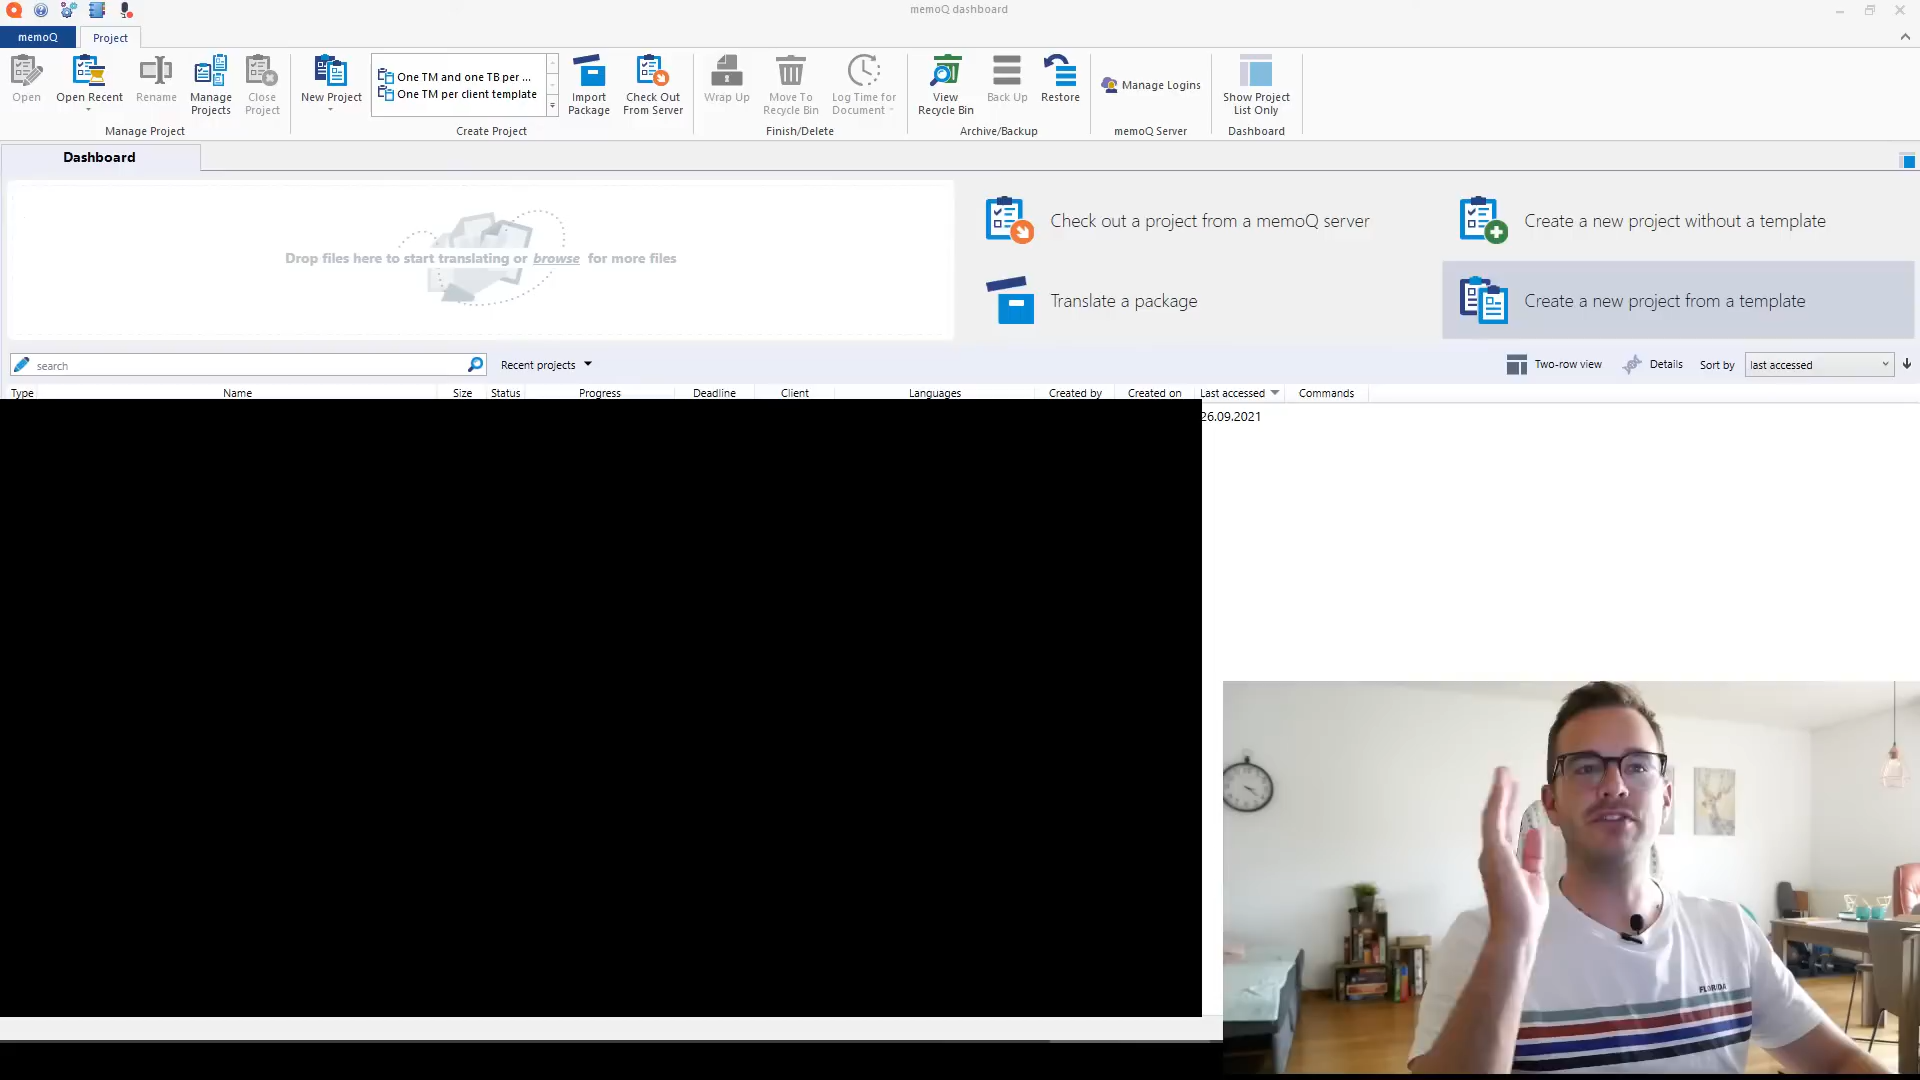 memoQ dashboard
memoQ
Project
Open
Open Recent
Rename
Manage
Projects
Close
Project
New Project
One TM and one TB per ...
One TM per client template
Import
Package
Check Out
From Server
Wrap Up
Move To
Recycle Bin
Log Time for
Document
View
Recycle Bin
Back Up
Restore
Manage Logins
Show Project
List Only
Manage Project
Create Project
Finish/Delete
Archive/Backup
memoQ Server
Dashboard
Dashboard
Drop files here to start translating or browse for more files
Check out a project from a memoQ server
Create a new project without a template
Translate a package
Create a new project from a template
search
Recent projects
Two-row view
Details
Sort by
last accessed
Type
Name
Size
Status
Progress
Deadline
Client
Languages
Created by
Created on
Last accessed
Commands
26.09.2021
FLORIDA